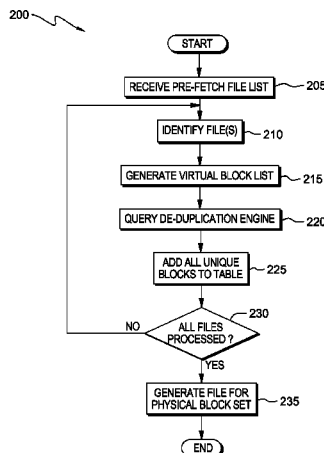 200
START
RECEIVE PRE-FETCH FILE LIST
205
IDENTIFY FILE(S)
210
GENERATE VIRTUAL BLOCK LIST
215
QUERY DE-DUPLICATION ENGINE
220
ADD ALL UNIQUE
BLOCKS TO TABLE
225
230
ALL FILES
PROCESSED ?
NO
YES
GENERATE FILE FOR
PHYSICAL BLOCK SET
235
END